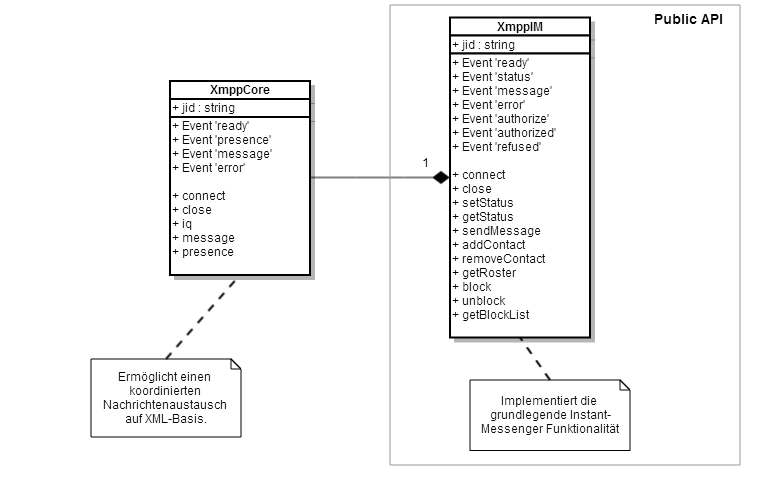 Public API
XmppCore
+ jid : string
+ Event 'ready'
+ Event 'presence'
+ Event 'message'
+ Event 'error'
+ connect
+ close
+ iq
+ message
+ presence
1
XmppIM
+ jid : string
+ Event 'ready'
+ Event 'status'
+ Event 'message'
+ Event 'error'
+ Event 'authorize'
+ Event 'authorized'
+ Event 'refused'
+ connect
+ close
+ setStatus
+ getStatus
+ sendMessage
+ addContact
+ removeContact
+ getRoster
+ block
+ unblock
+ getBlockList
Ermöglicht einen
koordinierten
Nachrichtenaustausch
auf XML-Basis.
Implementiert die
grundlegende Instant-
Messenger Funktionalität